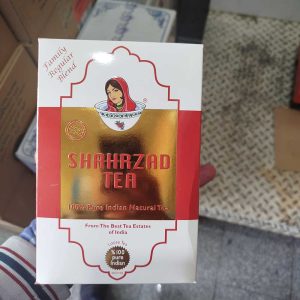 Family
Regular
Blend
SHAHRZAD
TEA
100% Pure Indian Natural Tea
From The Best Tea Estates
of India
%100
pure
Indian